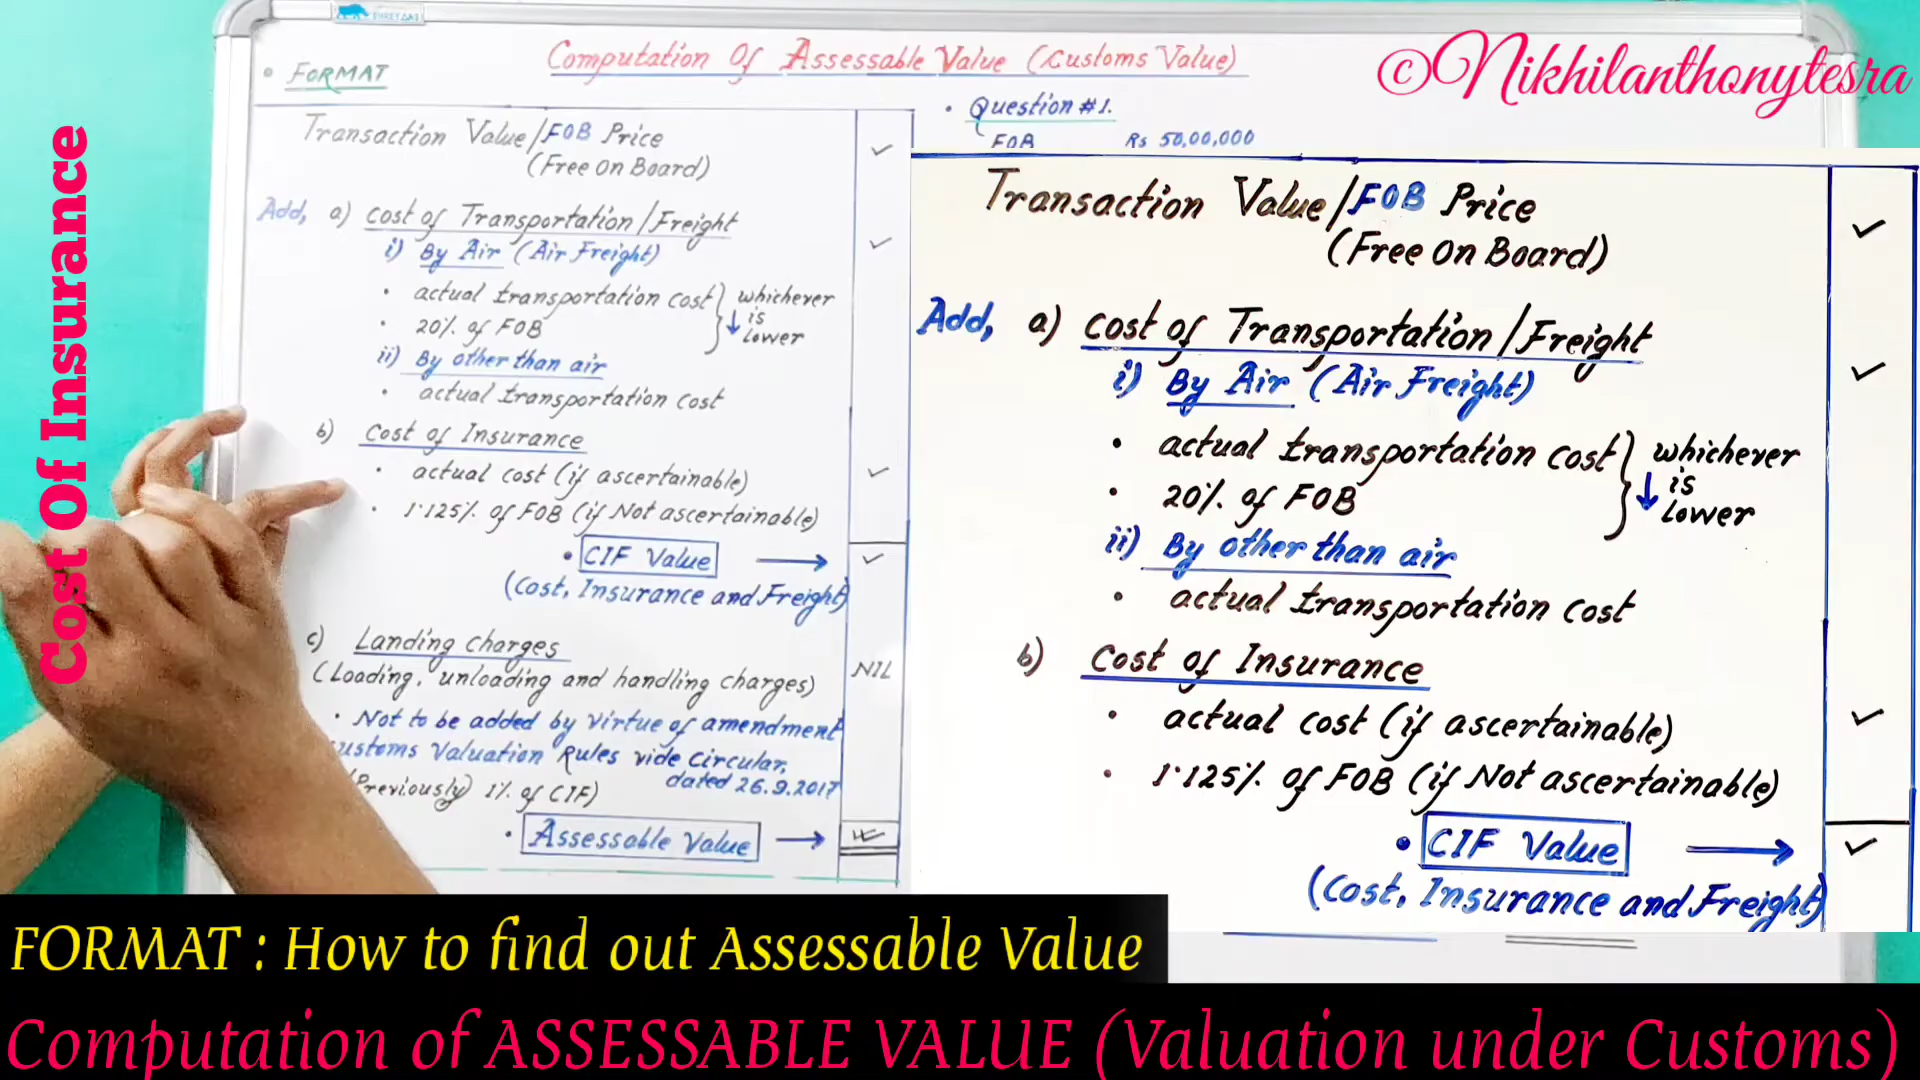 Computation Of Assessable Value (Customs Value)
©Nikhilanthonytesra
• FORMAT
Transaction Value/FOB Price
(Free On Board)
Add, a) Cost of Transportation/Freight
i) By Air (Air Freight)
• actual transportation cost
• 20% of FOB
whichever
is
lower
ii) By other than air
• actual transportation cost
b) Cost of Insurance
• actual cost (if ascertainable)
• 1.125% of FOB (if Not ascertainable)
• CIF Value
(Cost, Insurance and Freight)
c) Landing charges
(Loading, unloading and handling charges)
NIL
• Not to be added by virtue of amendment
ustoms Valuation Rules vide Circular,
dated 26.9.2017
(Previously 1% of CIF)
• Assessable Value
• Question #1.
FOB Rs 50,00,000
Transaction Value/FOB Price
(Free On Board)
Add, a) Cost of Transportation/Freight
i) By Air (Air Freight)
• actual transportation cost
• 20% of FOB
whichever
is
lower
ii) By other than air
• actual transportation cost
b) Cost of Insurance
• actual cost (if ascertainable)
• 1.125% of FOB (if Not ascertainable)
• CIF Value
(Cost, Insurance and Freight)
Cost Of Insurance
FORMAT : How to find out Assessable Value
Computation of ASSESSABLE VALUE (Valuation under Customs)